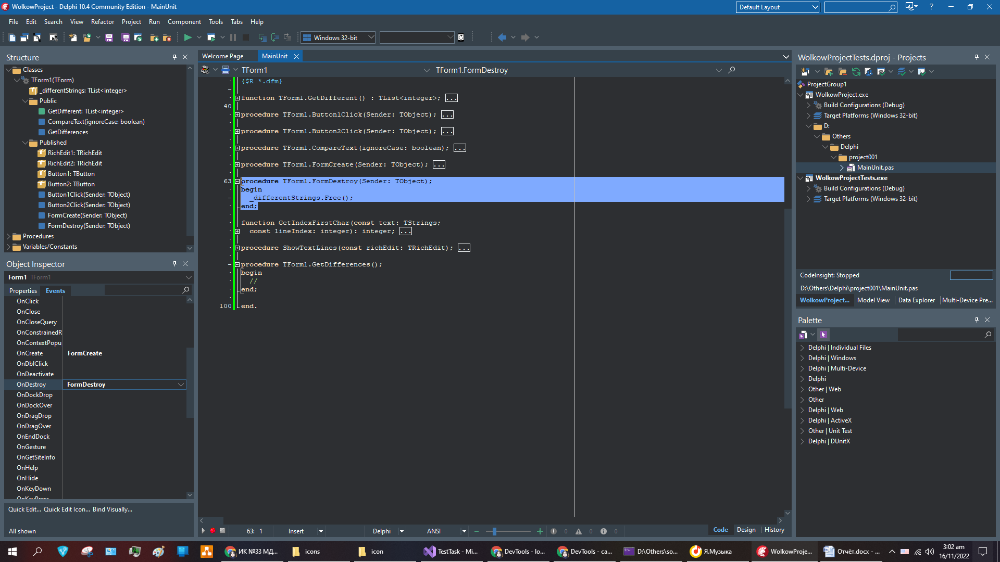 WolkowProject - Delphi 10.4 Community Edition - MainUnit
Default Layout
?
File Edit Search View Refactor Project Run Component Tools Tabs Help
Windows 32-bit
Structure
Classes
TForm1(TForm)
_differentStrings: TList<integer>
Public
GetDifferent: TList<integer>
CompareText(ignoreCase: boolean)
GetDifferences
Published
RichEdit1: TRichEdit
RichEdit2: TRichEdit
Button1: TButton
Button2: TButton
Button1Click(Sender: TObject)
Button2Click(Sender: TObject)
FormCreate(Sender: TObject)
FormDestroy(Sender: TObject)
Procedures
Variables/Constants
Object Inspector
Form1 TForm1
Properties Events
OnClick
OnClose
OnCloseQuery
OnConstrainedR
OnContextPopu
OnCreate FormCreate
OnDblClick
OnDeactivate
OnDestroy FormDestroy
OnDockDrop
OnDockOver
OnDragDrop
OnDragOver
OnEndDock
OnGesture
OnGetSiteInfo
OnHelp
OnHide
OnKeyDown
OnKeyPress
Quick Edit... Quick Edit Icon... Bind Visually...
All shown
Welcome Page MainUnit
TForm1 TForm1.FormDestroy
{$R *.dfm}
function TForm1.GetDifferent() : TList<integer>; ...
40
procedure TForm1.Button1Click(Sender: TObject); ...
procedure TForm1.Button2Click(Sender: TObject); ...
procedure TForm1.CompareText(ignoreCase: boolean); ...
procedure TForm1.FormCreate(Sender: TObject); ...
63 procedure TForm1.FormDestroy(Sender: TObject);
begin
_differentStrings.Free();
end;
function GetIndexFirstChar(const text: TStrings;
const lineIndex: integer): integer; ...
procedure ShowTextLines(const richEdit: TRichEdit); ...
procedure TForm1.GetDifferences();
begin
//
end;
100 end.
63: 1 Insert Delphi ANSI 0 0 0
Code Design History
WolkowProjectTests.dproj - Projects
ProjectGroup1
WolkowProject.exe
Build Configurations (Debug)
Target Platforms (Windows 32-bit)
D:
Others
Delphi
project001
MainUnit.pas
WolkowProjectTests.exe
Build Configurations (Debug)
Target Platforms (Windows 32-bit)
CodeInsight: Stopped
D:\Others\Delphi\project001\MainUnit.pas
WolkowProject... Model View Data Explorer Multi-Device Pre...
Palette
Delphi | Individual Files
Delphi | Windows
Delphi | Multi-Device
Delphi
Other | Web
Other
Delphi | Web
Delphi | ActiveX
Other | Unit Test
Delphi | DUnitX
ИК №33 МД... icons icon TestTask - Mi... DevTools - lo... DevTools - ca... D:\Others\so... Я.Музыка WolkowProje... Отчёт.docx - ...
3:02 am
16/11/2022